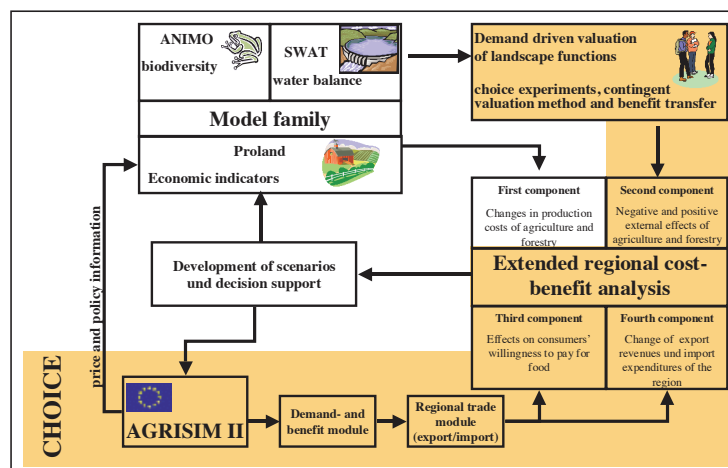 ANIMO
biodiversity
SWAT
water balance
Model family
Proland
Economic indicators
Demand driven valuation
of landscape functions
choice experiments, contingent
valuation method and benefit transfer
First component
Changes in production
costs of agriculture and
forestry
Second component
Negative and positive
external effects of
agriculture and forestry
Extended regional cost-
benefit analysis
Third component
Effects on consumers'
willingness to pay for
food
Fourth component
Change of export
revenues und import
expenditures of the
region
Development of scenarios
und decision support
price and policy information
CHOICE
AGRISIM II
Demand- and
benefit module
Regional trade
module
(export/import)